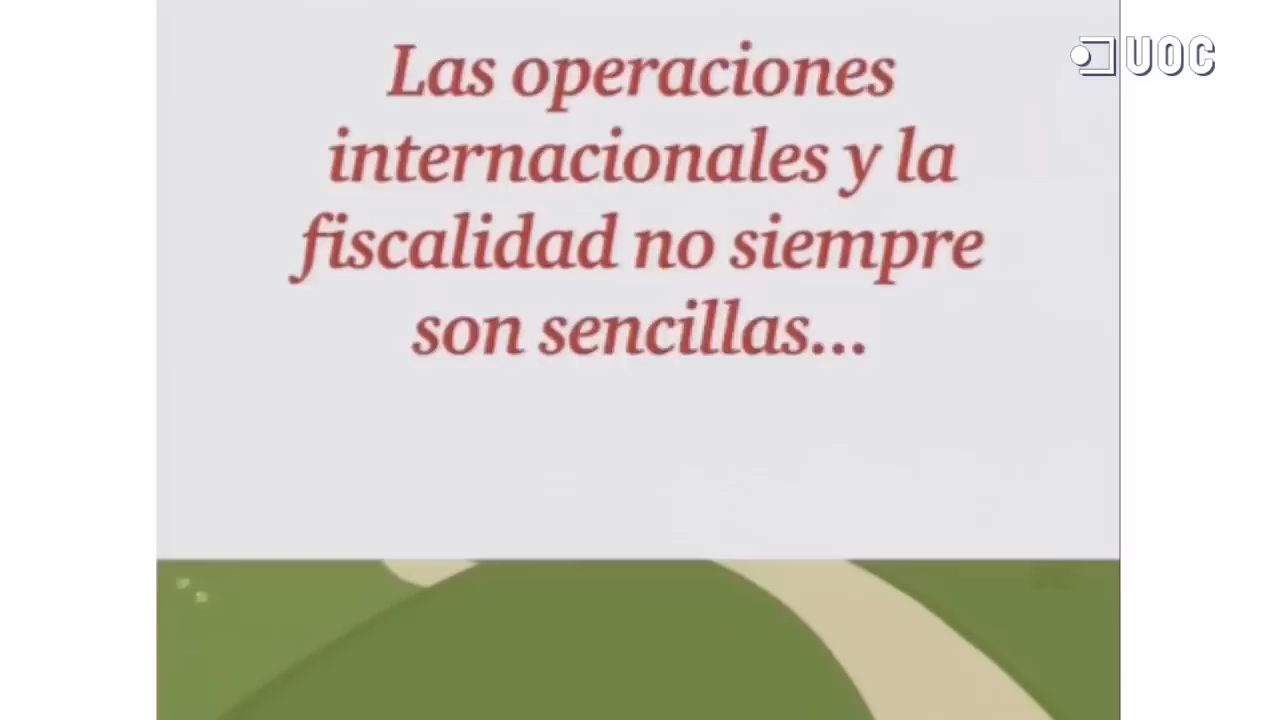 Las operaciones
internacionales y la
fiscalidad no siempre
son sencillas...
UOC